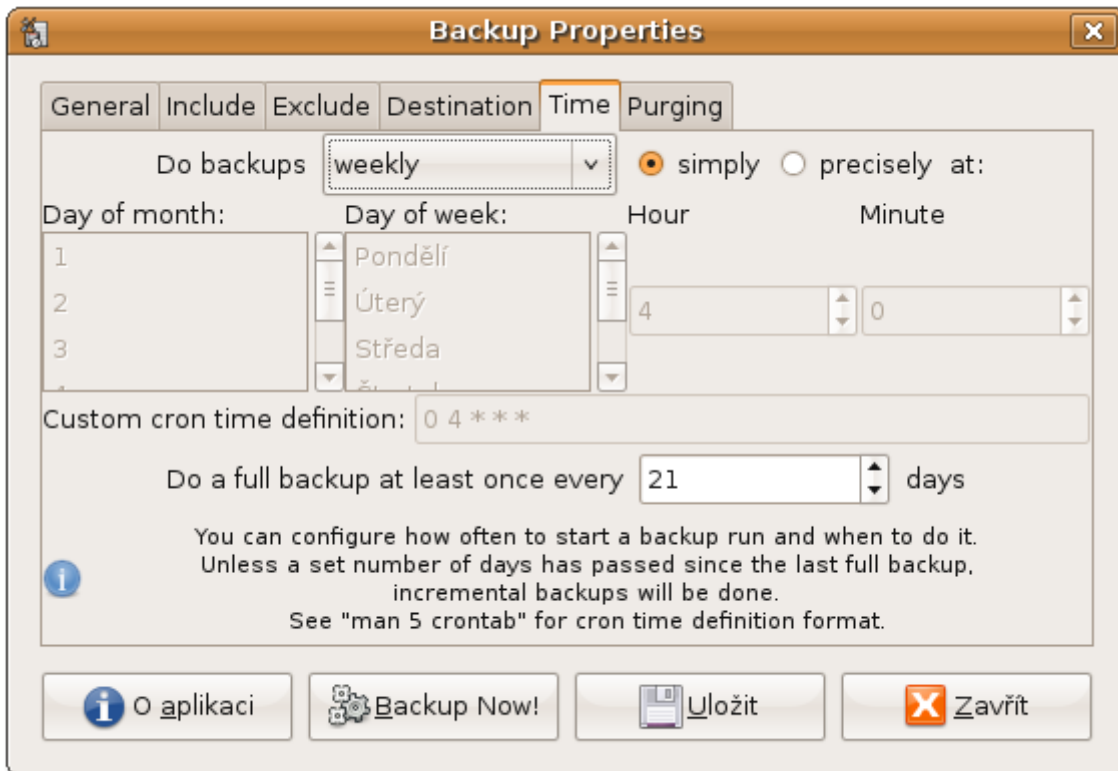 Backup Properties
General Include Exclude Destination Time Purging
Do backups weekly simply precisely at:
Day of month: Day of week: Hour Minute
1 Pondělí
2 Úterý
4 0
3 Středa
Custom cron time definition: 0 4 * * *
Do a full backup at least once every 21 days
You can configure how often to start a backup run and when to do it.
Unless a set number of days has passed since the last full backup,
incremental backups will be done.
See "man 5 crontab" for cron time definition format.
O aplikaci Backup Now! Uložit Zavřít